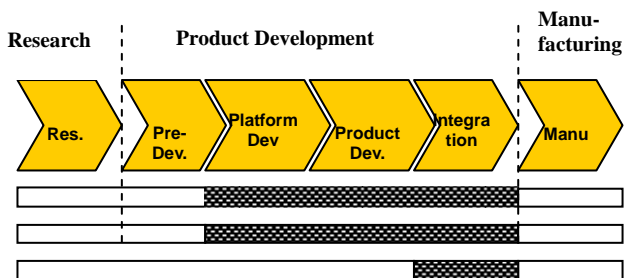 Research
Product Development
Manu-
facturing
Res.
Pre-
Dev.
Platform
Dev
Product
Dev.
Integra
tion
Manu